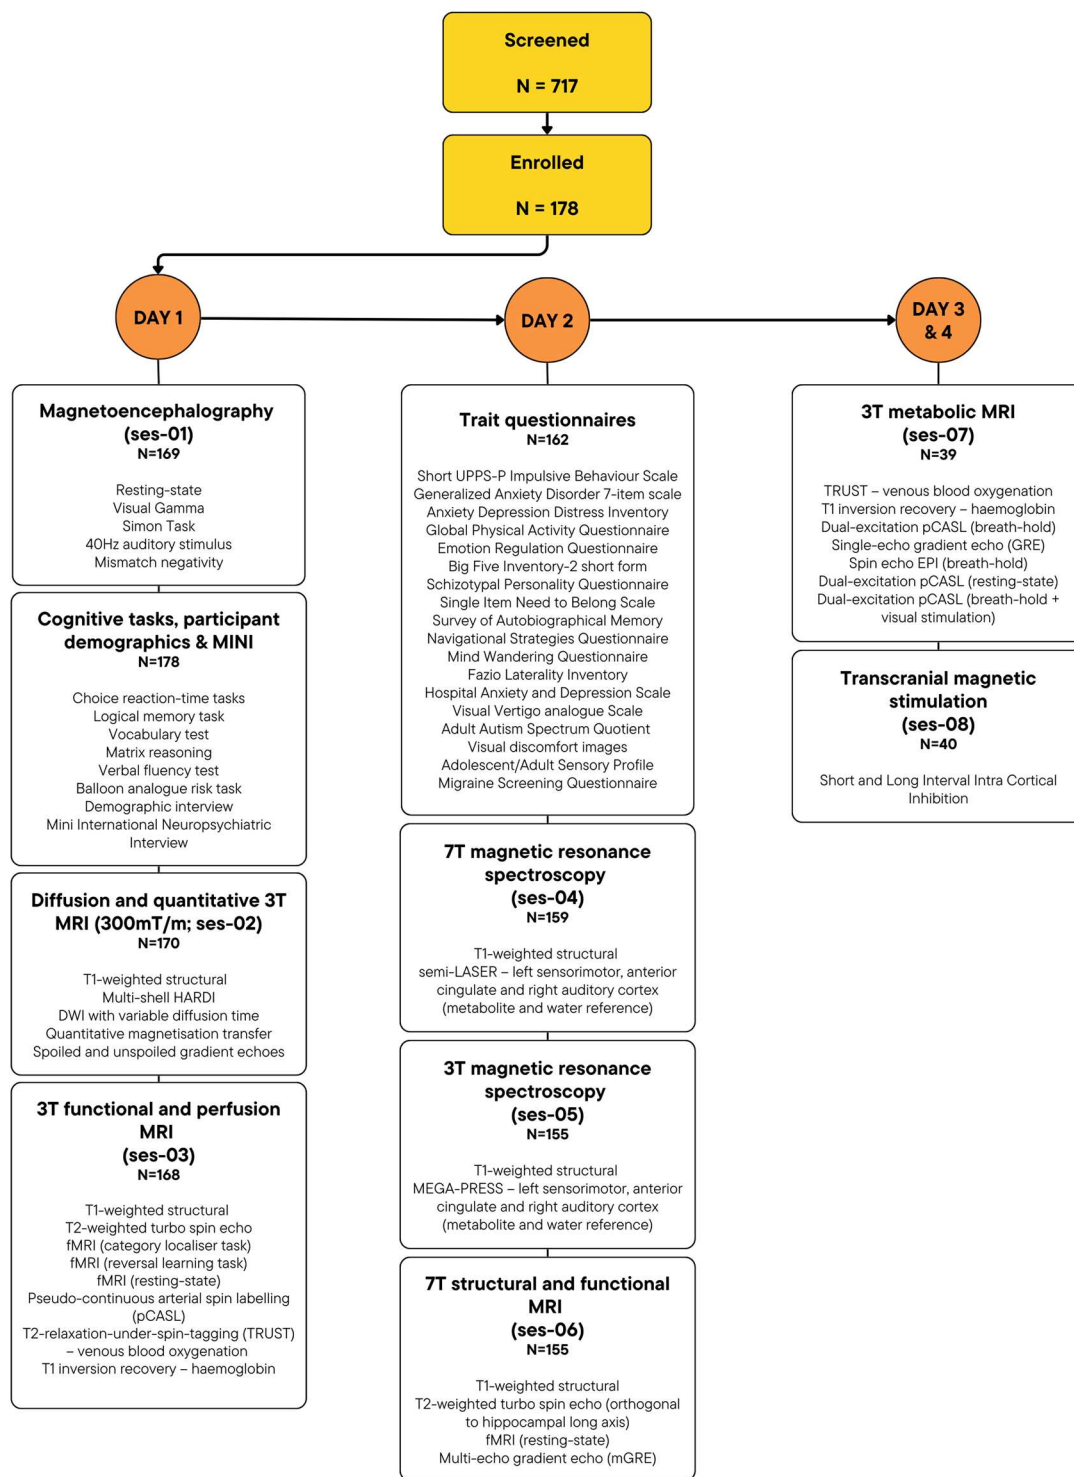 Screened
N = 717
Enrolled
N = 178
DAY 1
DAY 2
DAY 3
& 4
Magnetoencephalography
(ses-01)
N=169
Resting-state
Visual Gamma
Simon Task
40Hz auditory stimulus
Mismatch negativity
Cognitive tasks, participant
demographics & MINI
N=178
Choice reaction-time tasks
Logical memory task
Vocabulary test
Matrix reasoning
Verbal fluency test
Balloon analogue risk task
Demographic interview
Mini International Neuropsychiatric
Interview
Diffusion and quantitative 3T
MRI (300mT/m; ses-02)
N=170
T1-weighted structural
Multi-shell HARDI
DWI with variable diffusion time
Quantitative magnetisation transfer
Spoiled and unspoiled gradient echoes
3T functional and perfusion
MRI
(ses-03)
N=168
T1-weighted structural
T2-weighted turbo spin echo
fMRI (category localiser task)
fMRI (reversal learning task)
fMRI (resting-state)
Pseudo-continuous arterial spin labelling
(pCASL)
T2-relaxation-under-spin-tagging (TRUST)
– venous blood oxygenation
T1 inversion recovery – haemoglobin
Trait questionnaires
N=162
Short UPPS-P Impulsive Behaviour Scale
Generalized Anxiety Disorder 7-item scale
Anxiety Depression Distress Inventory
Global Physical Activity Questionnaire
Emotion Regulation Questionnaire
Big Five Inventory-2 short form
Schizotypal Personality Questionnaire
Single Item Need to Belong Scale
Survey of Autobiographical Memory
Navigational Strategies Questionnaire
Mind Wandering Questionnaire
Fazio Laterality Inventory
Hospital Anxiety and Depression Scale
Visual Vertigo analogue Scale
Adult Autism Spectrum Quotient
Visual discomfort images
Adolescent/Adult Sensory Profile
Migraine Screening Questionnaire
7T magnetic resonance
spectroscopy
(ses-04)
N=159
T1-weighted structural
semi-LASER – left sensorimotor, anterior
cingulate and right auditory cortex
(metabolite and water reference)
3T magnetic resonance
spectroscopy
(ses-05)
N=155
T1-weighted structural
MEGA-PRESS – left sensorimotor, anterior
cingulate and right auditory cortex
(metabolite and water reference)
7T structural and functional
MRI
(ses-06)
N=155
T1-weighted structural
T2-weighted turbo spin echo (orthogonal
to hippocampal long axis)
fMRI (resting-state)
Multi-echo gradient echo (mGRE)
3T metabolic MRI
(ses-07)
N=39
TRUST – venous blood oxygenation
T1 inversion recovery – haemoglobin
Dual-excitation pCASL (breath-hold)
Single-echo gradient echo (GRE)
Spin echo EPI (breath-hold)
Dual-excitation pCASL (resting-state)
Dual-excitation pCASL (breath-hold +
visual stimulation)
Transcranial magnetic
stimulation
(ses-08)
N=40
Short and Long Interval Intra Cortical
Inhibition